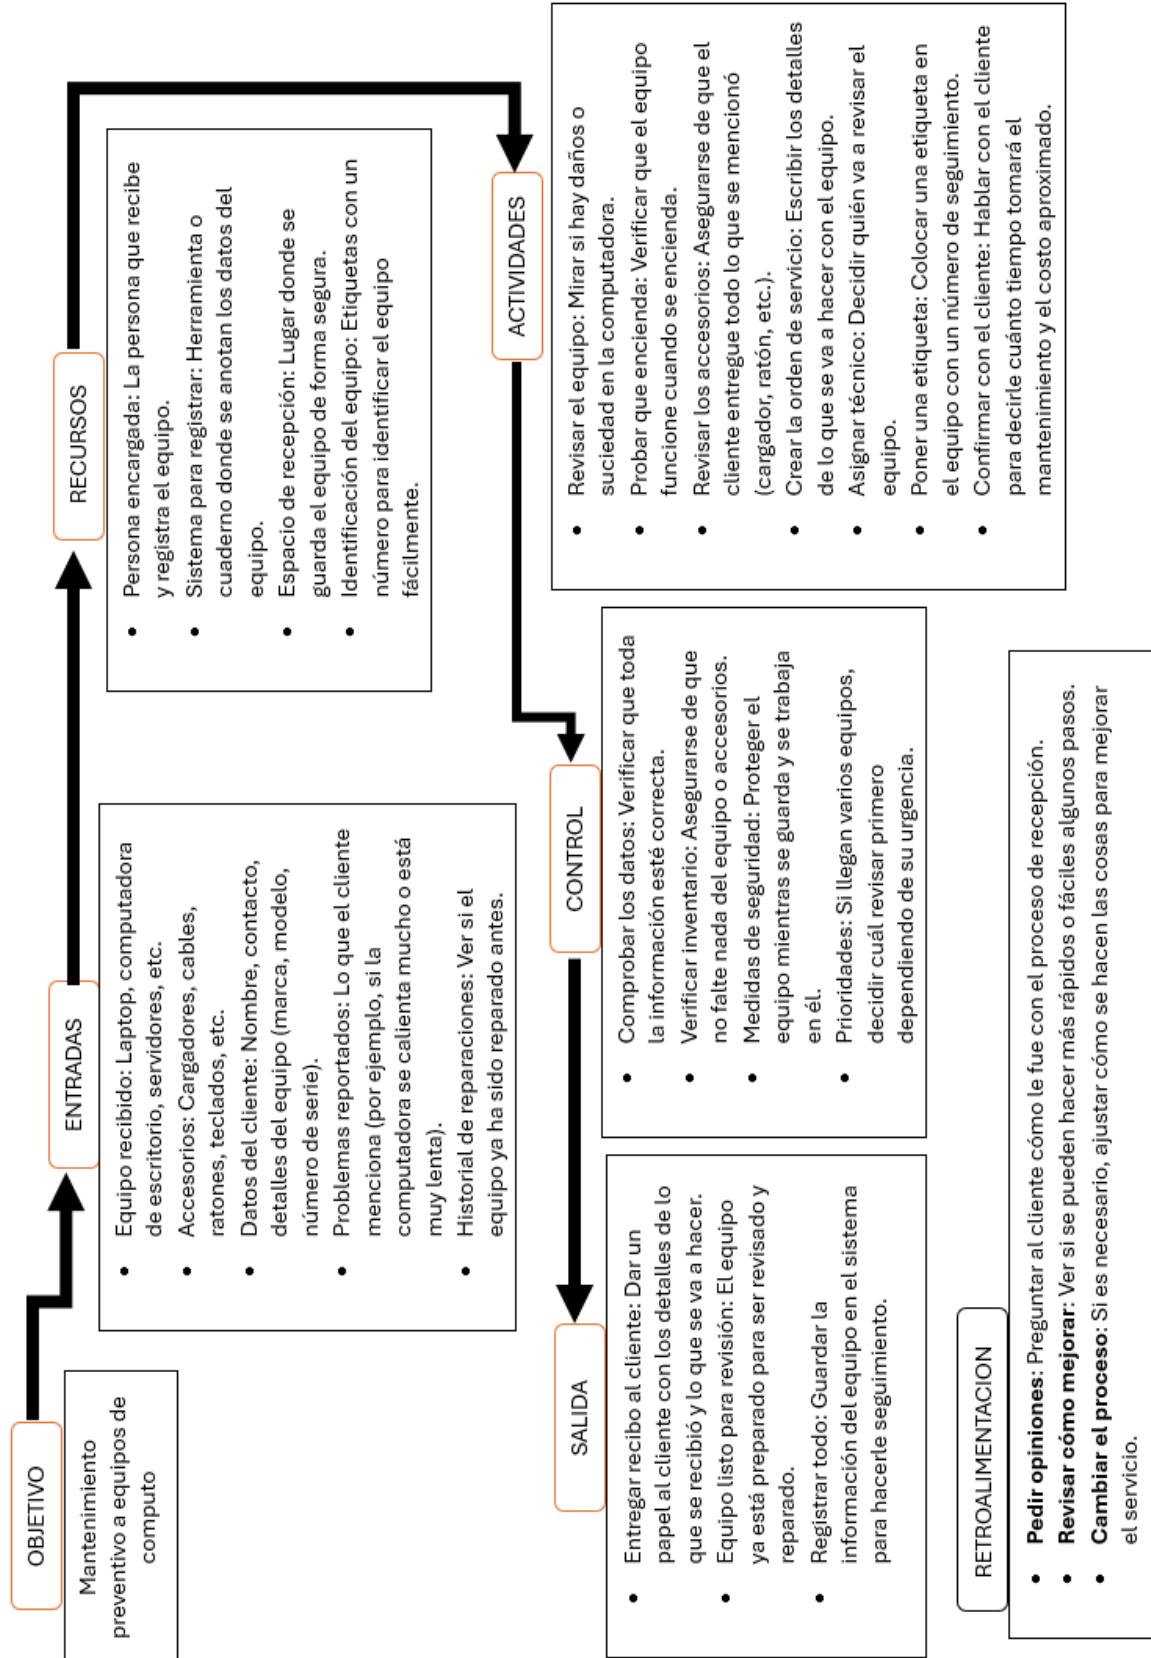 OBJETIVO
Mantenimiento
preventivo a equipos de
computo
ENTRADAS
• Equipo recibido: Laptop, computadora
de escritorio, servidores, etc.
• Accesorios: Cargadores, cables,
ratones, teclados, etc.
• Datos del cliente: Nombre, contacto,
detalles del equipo (marca, modelo,
número de serie).
• Problemas reportados: Lo que el cliente
menciona (por ejemplo, si la
computadora se calienta mucho o está
muy lenta).
• Historial de reparaciones: Ver si el
equipo ya ha sido reparado antes.
RECURSOS
• Persona encargada: La persona que recibe
y registra el equipo.
• Sistema para registrar: Herramienta o
cuaderno donde se anotan los datos del
equipo.
• Espacio de recepción: Lugar donde se
guarda el equipo de forma segura.
• Identificación del equipo: Etiquetas con un
número para identificar el equipo
fácilmente.
ACTIVIDADES
• Revisar el equipo: Mirar si hay daños o
suciedad en la computadora.
• Probar que encienda: Verificar que el equipo
funcione cuando se encienda.
• Revisar los accesorios: Asegurarse de que el
cliente entregue todo lo que se mencionó
(cargador, ratón, etc.).
• Crear la orden de servicio: Escribir los detalles
de lo que se va a hacer con el equipo.
• Asignar técnico: Decidir quién va a revisar el
equipo.
• Poner una etiqueta: Colocar una etiqueta en
el equipo con un número de seguimiento.
• Confirmar con el cliente: Hablar con el cliente
para decirle cuánto tiempo tomará el
mantenimiento y el costo aproximado.
CONTROL
• Comprobar los datos: Verificar que toda
la información esté correcta.
• Verificar inventario: Asegurarse de que
no falte nada del equipo o accesorios.
• Medidas de seguridad: Proteger el
equipo mientras se guarda y se trabaja
en él.
• Prioridades: Si llegan varios equipos,
decidir cuál revisar primero
dependiendo de su urgencia.
SALIDA
• Entregar recibo al cliente: Dar un
papel al cliente con los detalles de lo
que se recibió y lo que se va a hacer.
• Equipo listo para revisión: El equipo
ya está preparado para ser revisado y
reparado.
• Registrar todo: Guardar la
información del equipo en el sistema
para hacerle seguimiento.
RETROALIMENTACION
• Pedir opiniones: Preguntar al cliente cómo le fue con el proceso de recepción.
• Revisar cómo mejorar: Ver si se pueden hacer más rápidos o fáciles algunos pasos.
• Cambiar el proceso: Si es necesario, ajustar cómo se hacen las cosas para mejorar
el servicio.